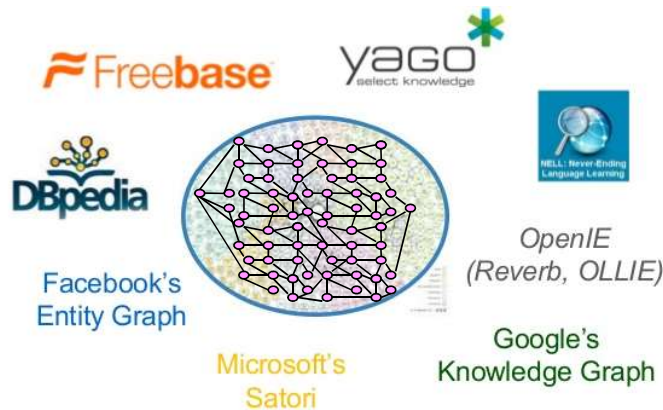 Freebase
yago
select knowledge
DBpedia
NELL: Never-Ending
Language Learning
OpenIE
(Reverb, OLLIE)
Facebook's
Entity Graph
Google's
Knowledge Graph
Microsoft's
Satori